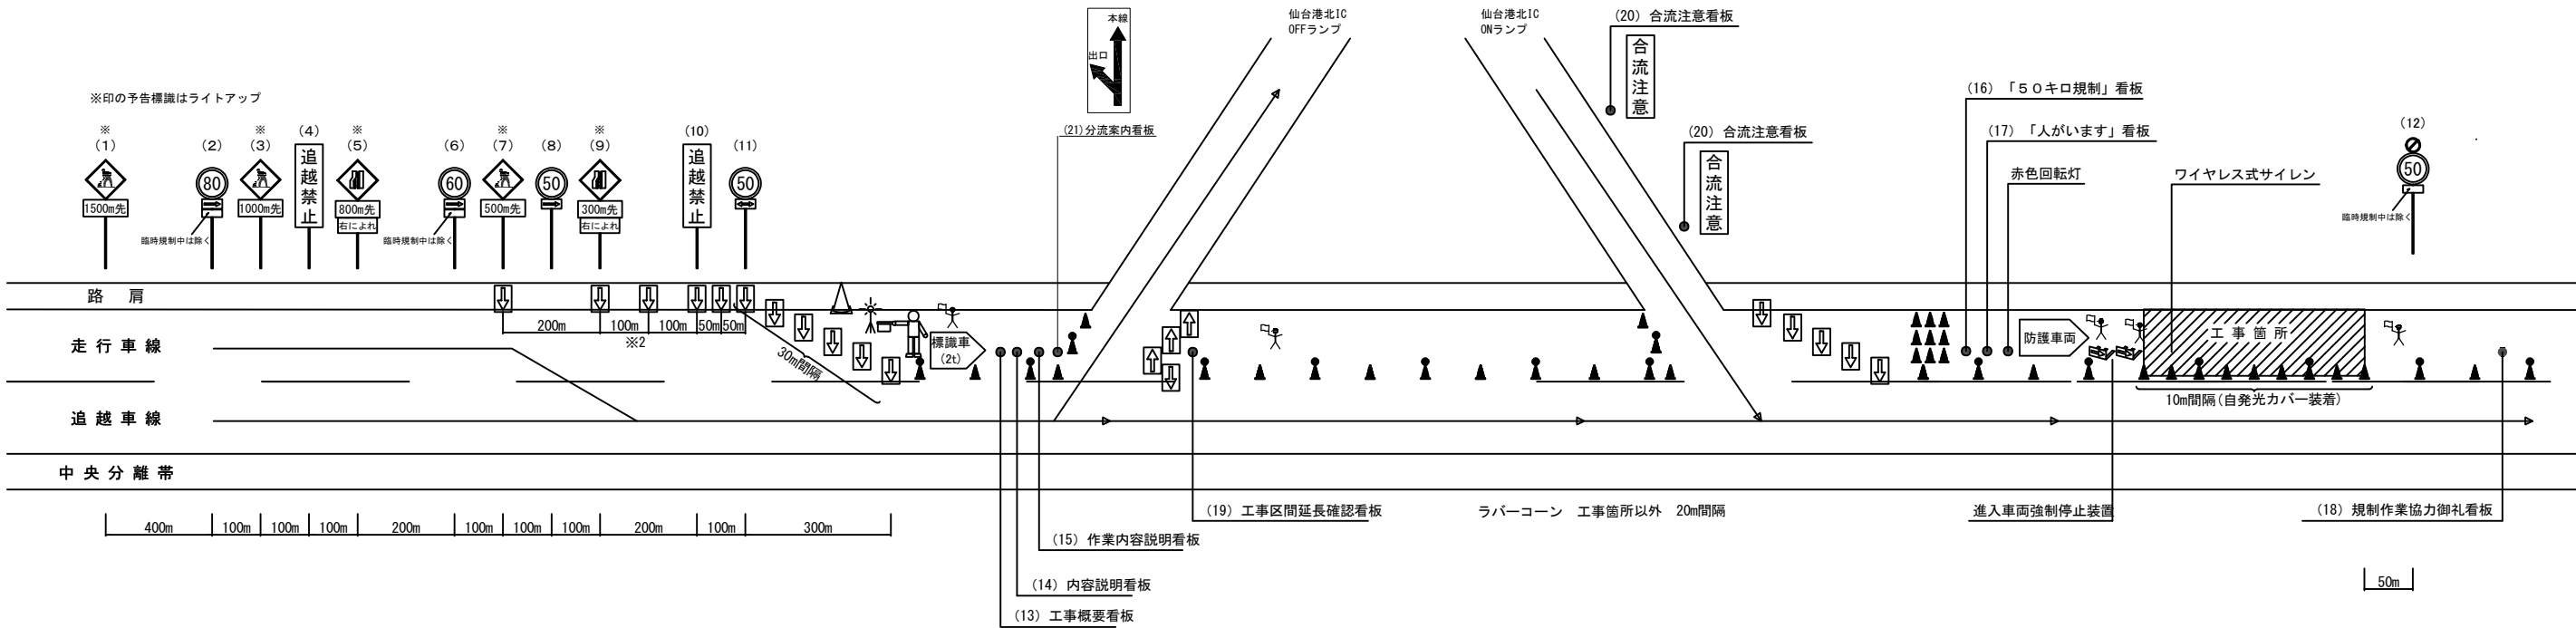 本線
出口
仙台港北IC
OFFランプ
仙台港北IC
ONランプ
(20) 合流注意看板
合流注意
(20) 合流注意看板
合流注意
(21)分流案内看板
※印の予告標識はライトアップ
※
(1)
1500m先
(2)
80
臨時規制中は除く
※
(3)
1000m先
(4)
追越禁止
※
(5)
800m先
右によれ
(6)
60
臨時規制中は除く
※
(7)
500m先
(8)
50
※
(9)
300m先
右によれ
(10)
追越禁止
(11)
50
(16) 「50キロ規制」看板
(17) 「人がいます」看板
赤色回転灯
ワイヤレス式サイレン
(12)
50
臨時規制中は除く
路 肩
200m
100m
100m
50m
50m
※2
30m間隔
標識車
(2t)
走行車線
防護車両
工事箇所
10m間隔(自発光カバー装着)
追越車線
中央分離帯
400m
100m
100m
100m
200m
100m
100m
100m
200m
100m
300m
(19) 工事区間延長確認看板
ラバーコーン 工事箇所以外 20m間隔
進入車両強制停止装置
(18) 規制作業協力御礼看板
(15) 作業内容説明看板
(14) 内容説明看板
(13) 工事概要看板
50m